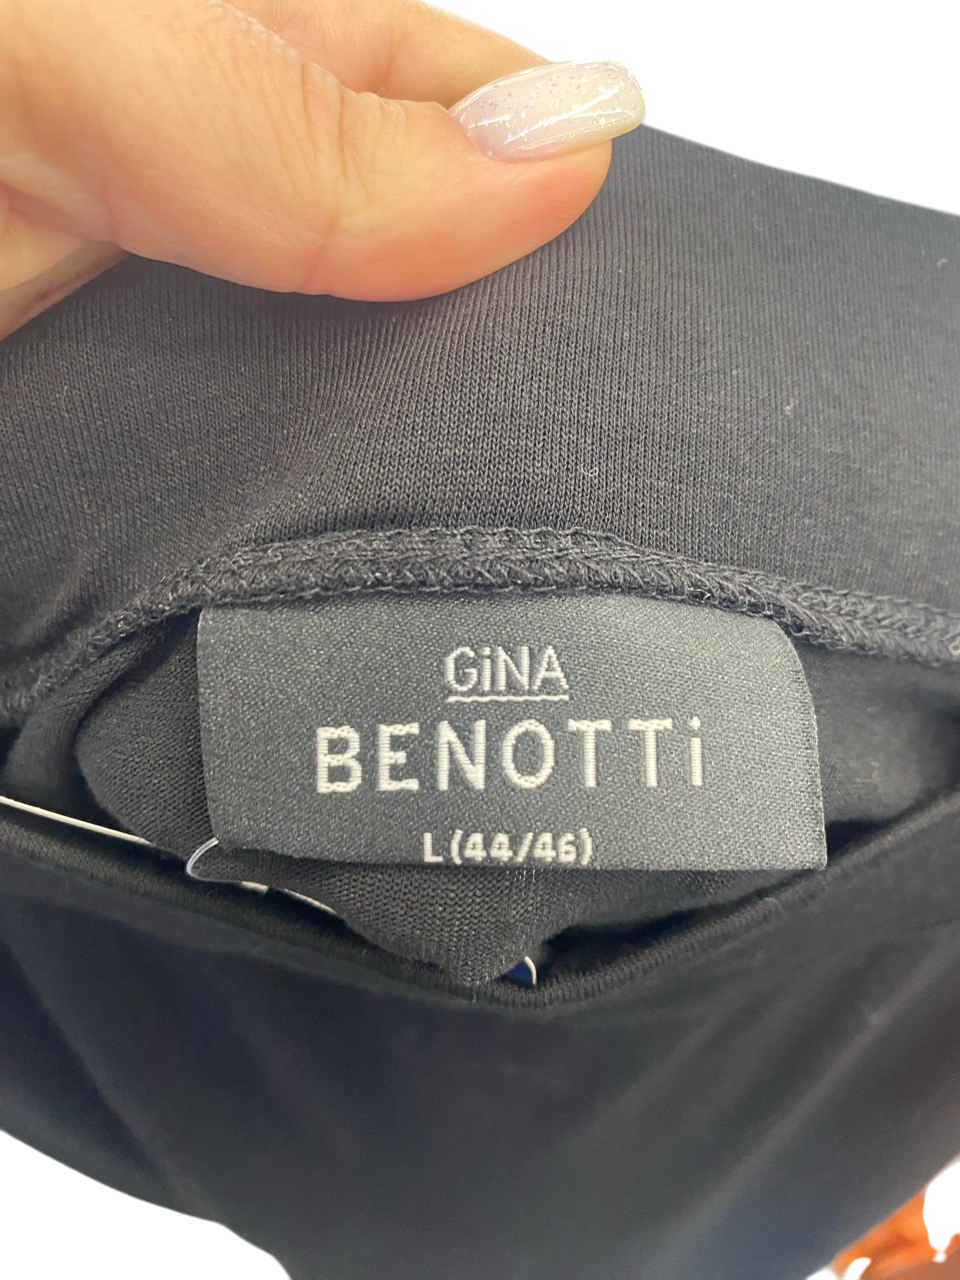 GiNA
BENOTTi
L (44/46)